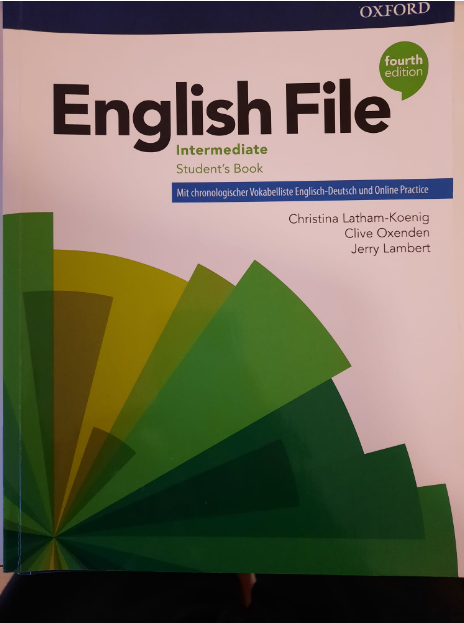 OXFORD
fourth
edition
English File
Intermediate
Student's Book
Mit chronologischer Vokabelliste Englisch-Deutsch und Online Practice
Christina Latham-Koenig
Clive Oxenden
Jerry Lambert